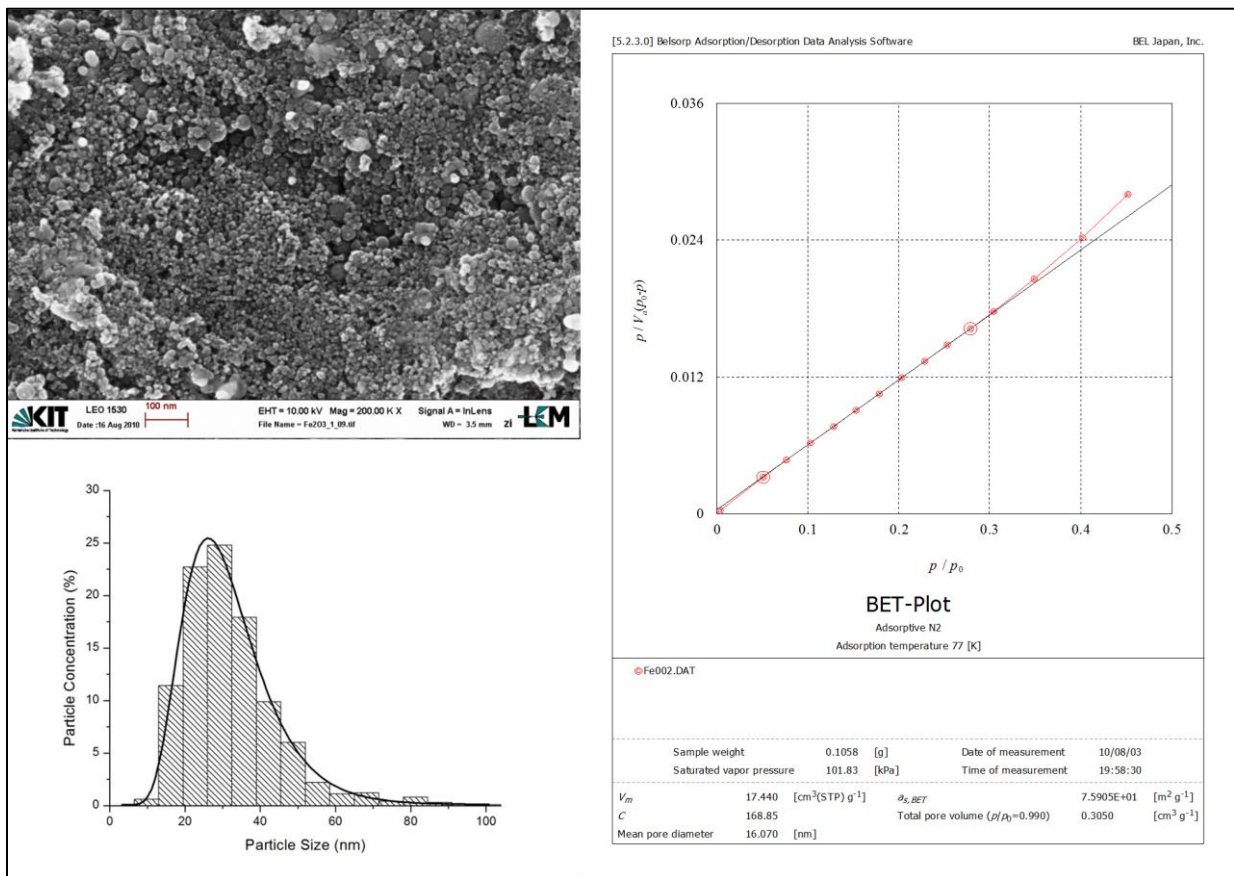 KIT
LEO 1530
Date :16 Aug 2010
100 nm
EHT = 10.00 kV Mag = 200.00 K X Signal A = InLens
File Name = Fe2O3_1_09.tif WD = 3.5 mm
zi LEM
30
25
20
15
10
5
0
Particle Concentration (%)
0 20 40 60 80 100
Particle Size (nm)
[5.2.3.0] Belsorp Adsorption/Desorption Data Analysis Software BEL Japan, Inc.
0.036
0.024
0.012
0
p / Va(p0-p)
0 0.1 0.2 0.3 0.4 0.5
p / p0
BET-Plot
Adsorptive N2
Adsorption temperature 77 [K]
Fe002.DAT
Sample weight 0.1058 [g] Date of measurement 10/08/03
Saturated vapor pressure 101.83 [kPa] Time of measurement 19:58:30
Vm 17.440 [cm³(STP) g⁻¹] as,BET 7.5905E+01 [m² g⁻¹]
C 168.85 Total pore volume (p/p0=0.990) 0.3050 [cm³ g⁻¹]
Mean pore diameter 16.070 [nm]